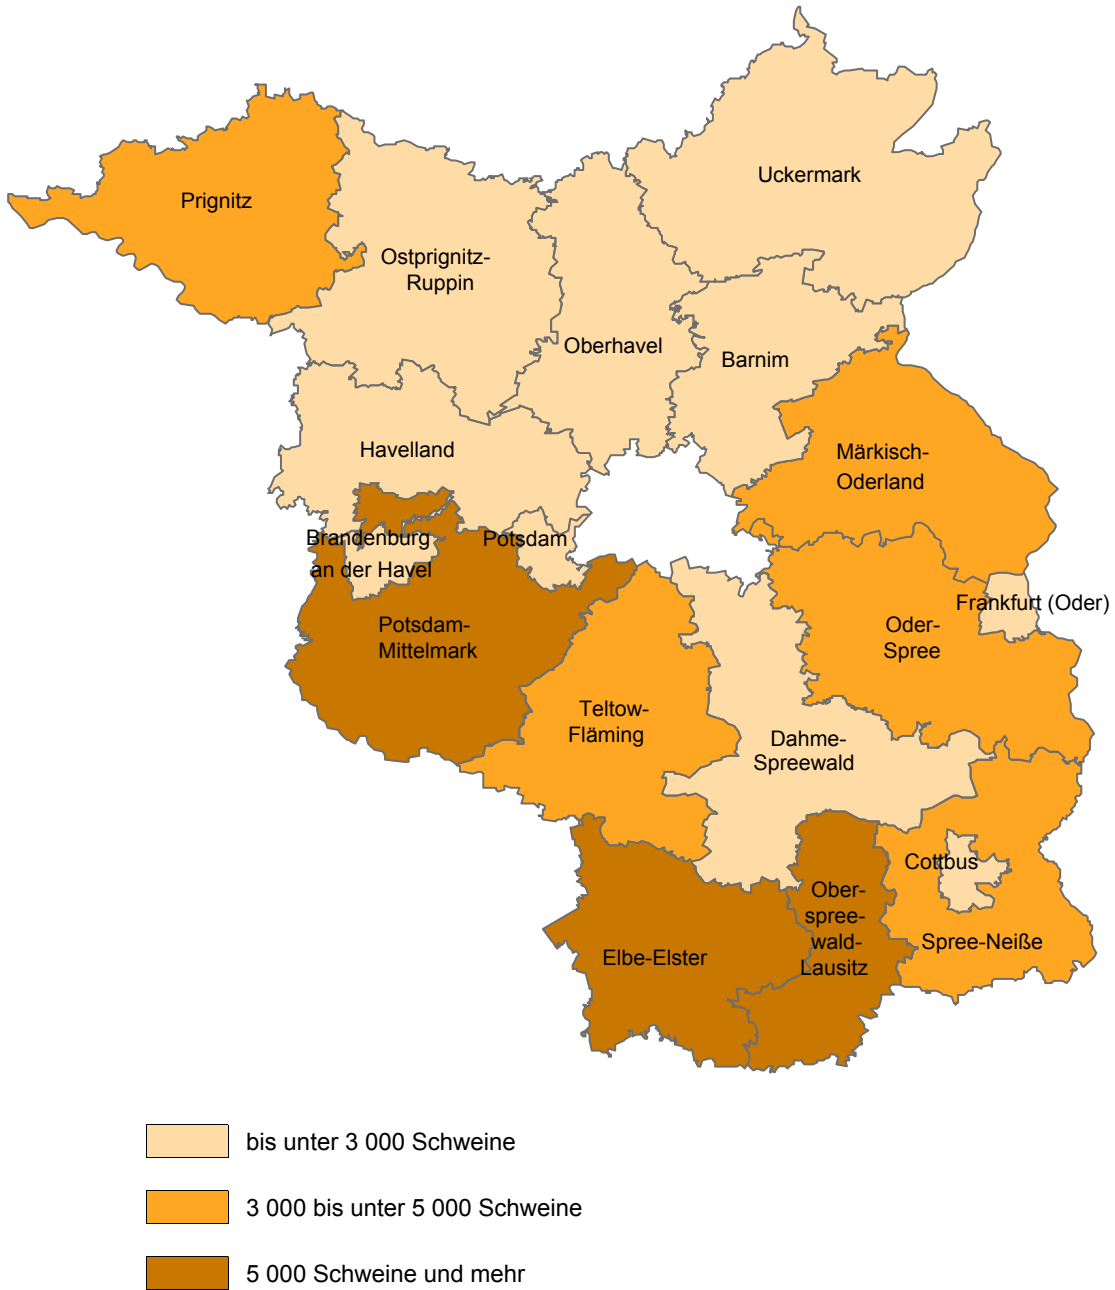 Uckermark
Prignitz
Ostprignitz-
Ruppin
Oberhavel
Barnim
Havelland
Märkisch-
Oderland
Brandenburg
an der Havel
Potsdam
Frankfurt (Oder)
Potsdam-
Mittelmark
Oder-
Spree
Teltow-
Fläming
Dahme-
Spreewald
Cottbus
Ober-
spree-
wald-
Lausitz
Spree-Neiße
Elbe-Elster
bis unter 3 000 Schweine
3 000 bis unter 5 000 Schweine
5 000 Schweine und mehr